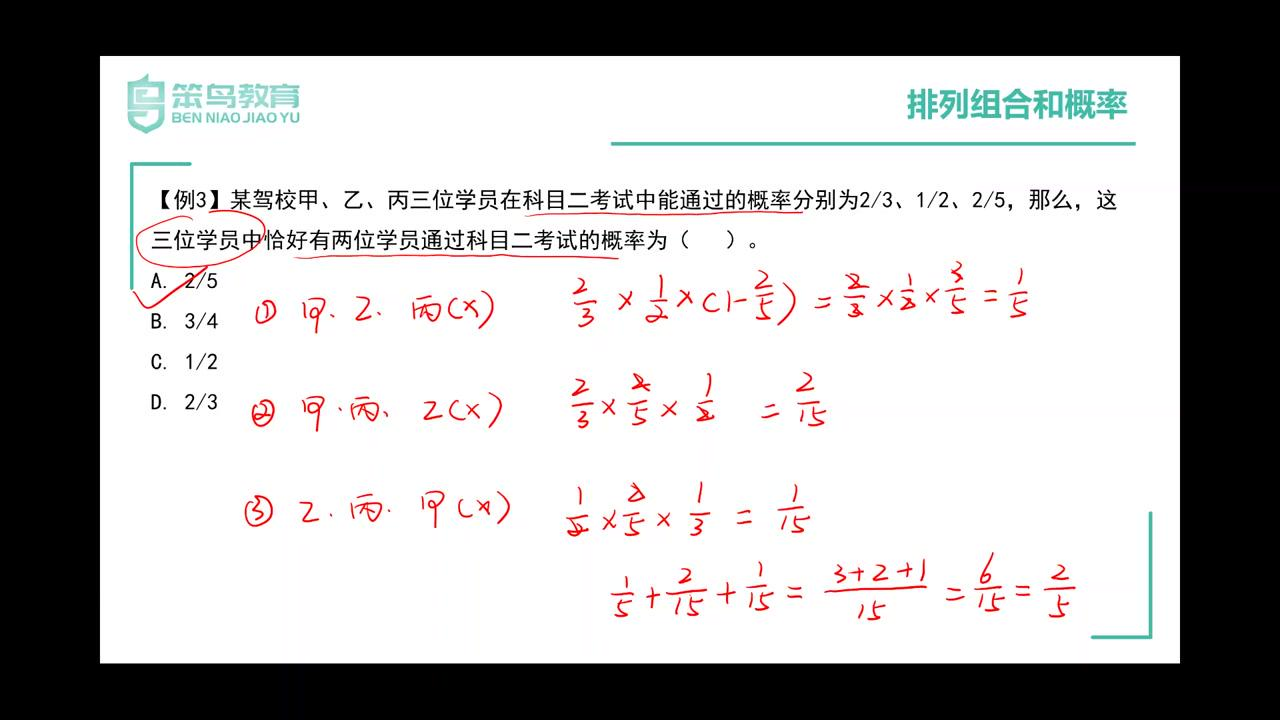 笨鸟教育
BEN NIAO JIAO YU
排列组合和概率
【例3】某驾校甲、乙、丙三位学员在科目二考试中能通过的概率分别为2/3、1/2、2/5，那么，这
三位学员中恰好有两位学员通过科目二考试的概率为（ ）。
A. 2/5
① 甲.乙.丙(×) 2/3 × 1/2 × (1-2/5) = 2/3 × 1/2 × 3/5 = 1/5
B. 3/4
C. 1/2
D. 2/3
② 甲.丙、乙(×) 2/3 × 2/5 × 1/2 = 2/15
③ 乙.丙.甲(×) 1/2 × 2/5 × 1/3 = 1/15
1/5 + 2/15 + 1/15 = (3+2+1)/15 = 6/15 = 2/5